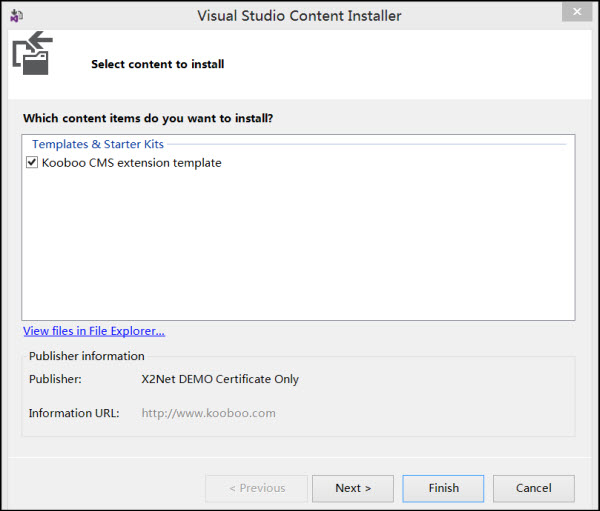 Visual Studio Content Installer
Select content to install
Which content items do you want to install?
Templates & Starter Kits
Kooboo CMS extension template
View files in File Explorer...
Publisher information
Publisher: X2Net DEMO Certificate Only
Information URL: http://www.kooboo.com
< Previous Next > Finish Cancel